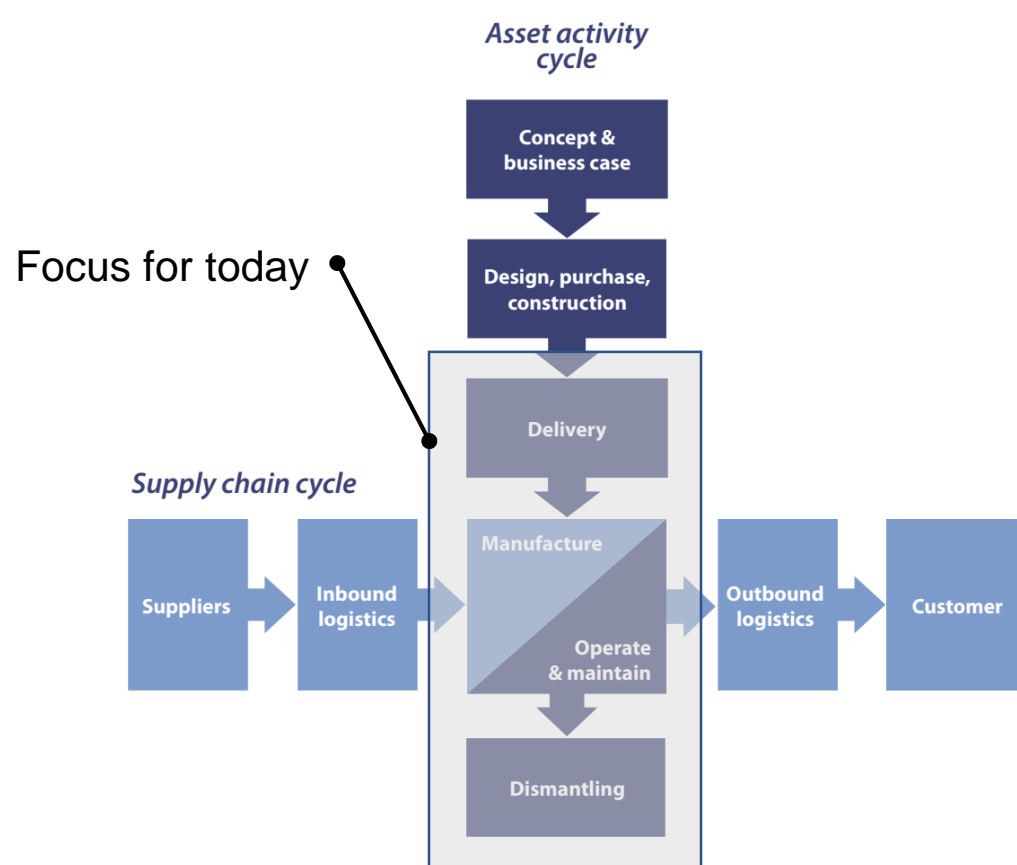 Asset activity
cycle
Concept &
business case
Focus for today
Design, purchase,
construction
Delivery
Supply chain cycle
Suppliers
Inbound
logistics
Manufacture
Operate
& maintain
Outbound
logistics
Customer
Dismantling